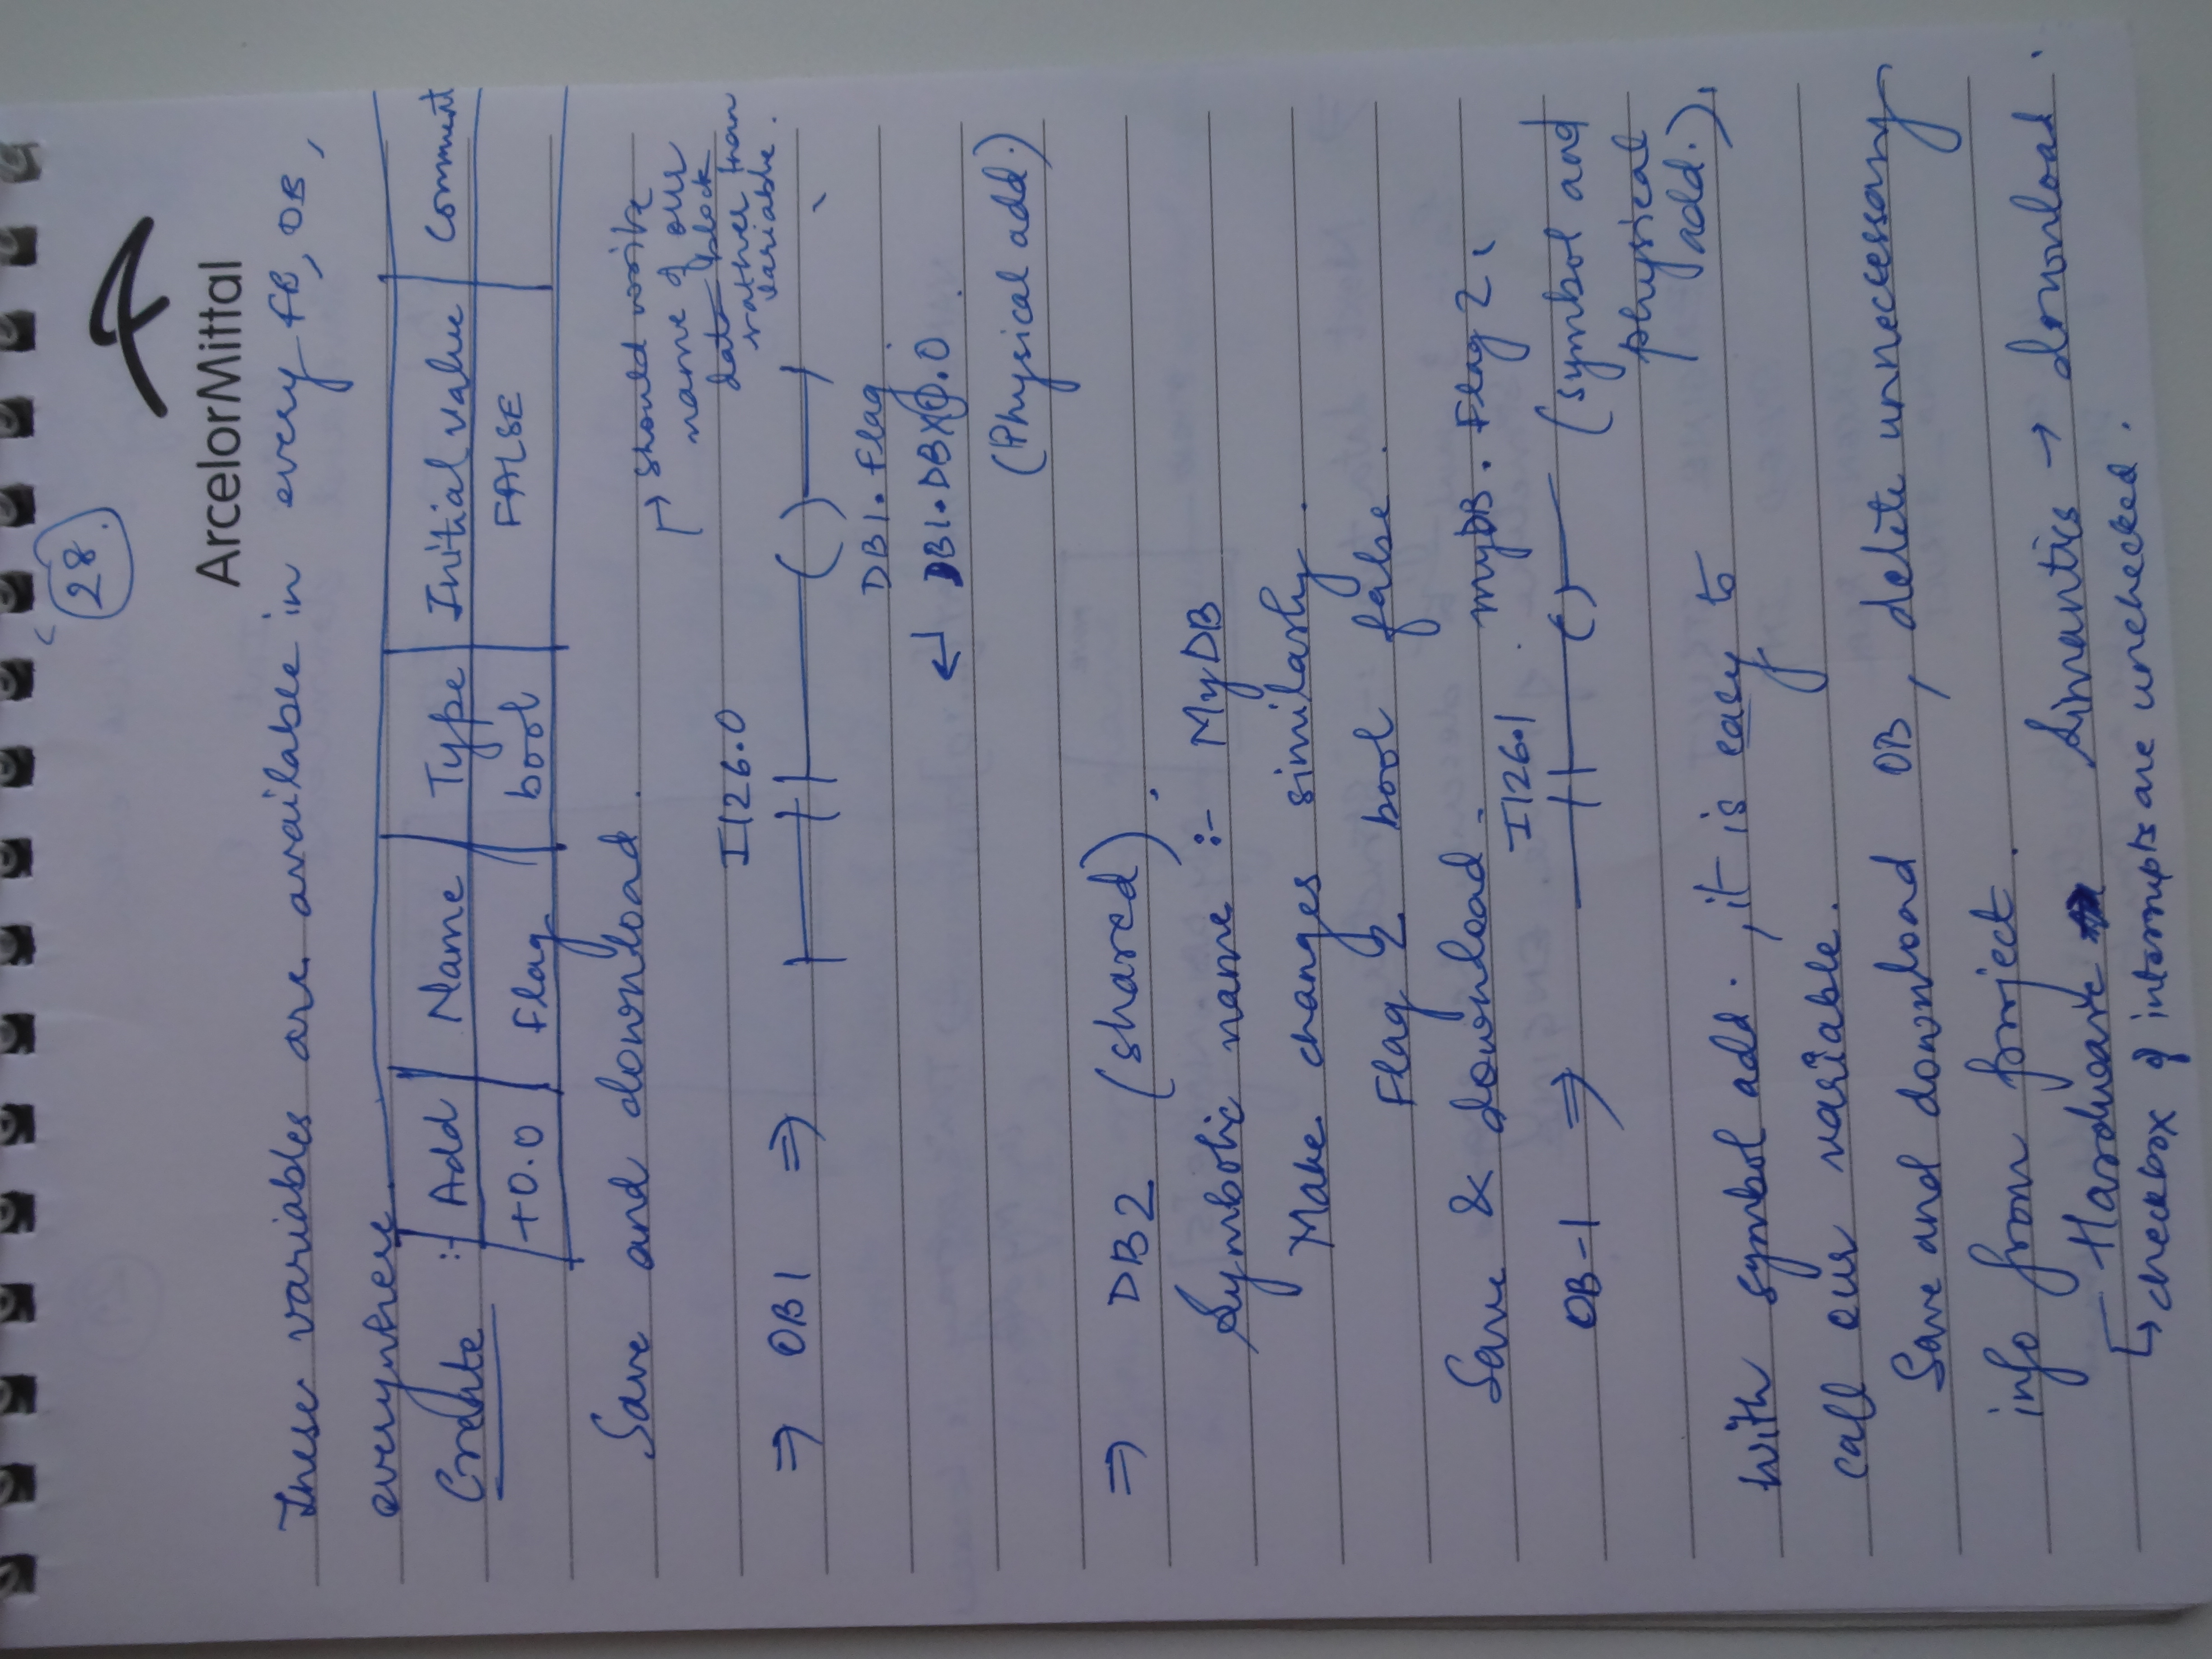 28.
ArcelorMittal
These variables are available in every FB, OB,
everywhere.
Create :- Add | Name | Type | Initial value | Comment
+0.0 | Flag | bool | FALSE
Save and download.
↳ should write
name of our
data block
rather than
variable.
I126.0
⇒ OB1 ⇒
DB1.Flag
↵ DB1.DBX0.0
(Physical add.)
⇒ DB2 (shared).
Symbolic name :- MyDB
Make changes similarly.
Flag 2 bool false.
Save & download.
I126.1 myDB.Flag 2
OB-1 ⇒ (symbol and
physical
add.)
With symbol add., it is easy to
call our variable.
Save and download OB, delete unnecessary
info from project.
- Hardware → download.
↳ checkbox of interrupts are unchecked.